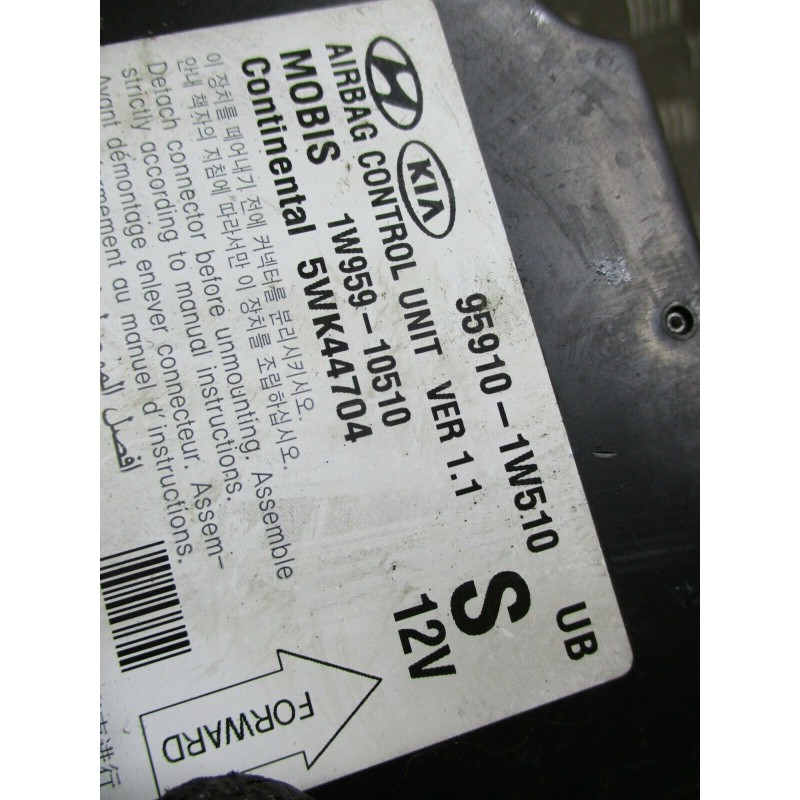 KIA
95910-1W510 UB
AIRBAG CONTROL UNIT VER 1.1 S
MOBIS 1W959-10510 12V
Continental 5WK44704
이 장치를 떼어내기 전에 커넥터를 분리시키시오.
안내 책자의 지침에 따라서만 이 장치를 조립하십시오.
Detach connector before unmounting. Assemble
strictly according to manual instructions.
Avant démontage enlever connecteur. Assem-
au manuel d'instructions.
افصل
FORWARD